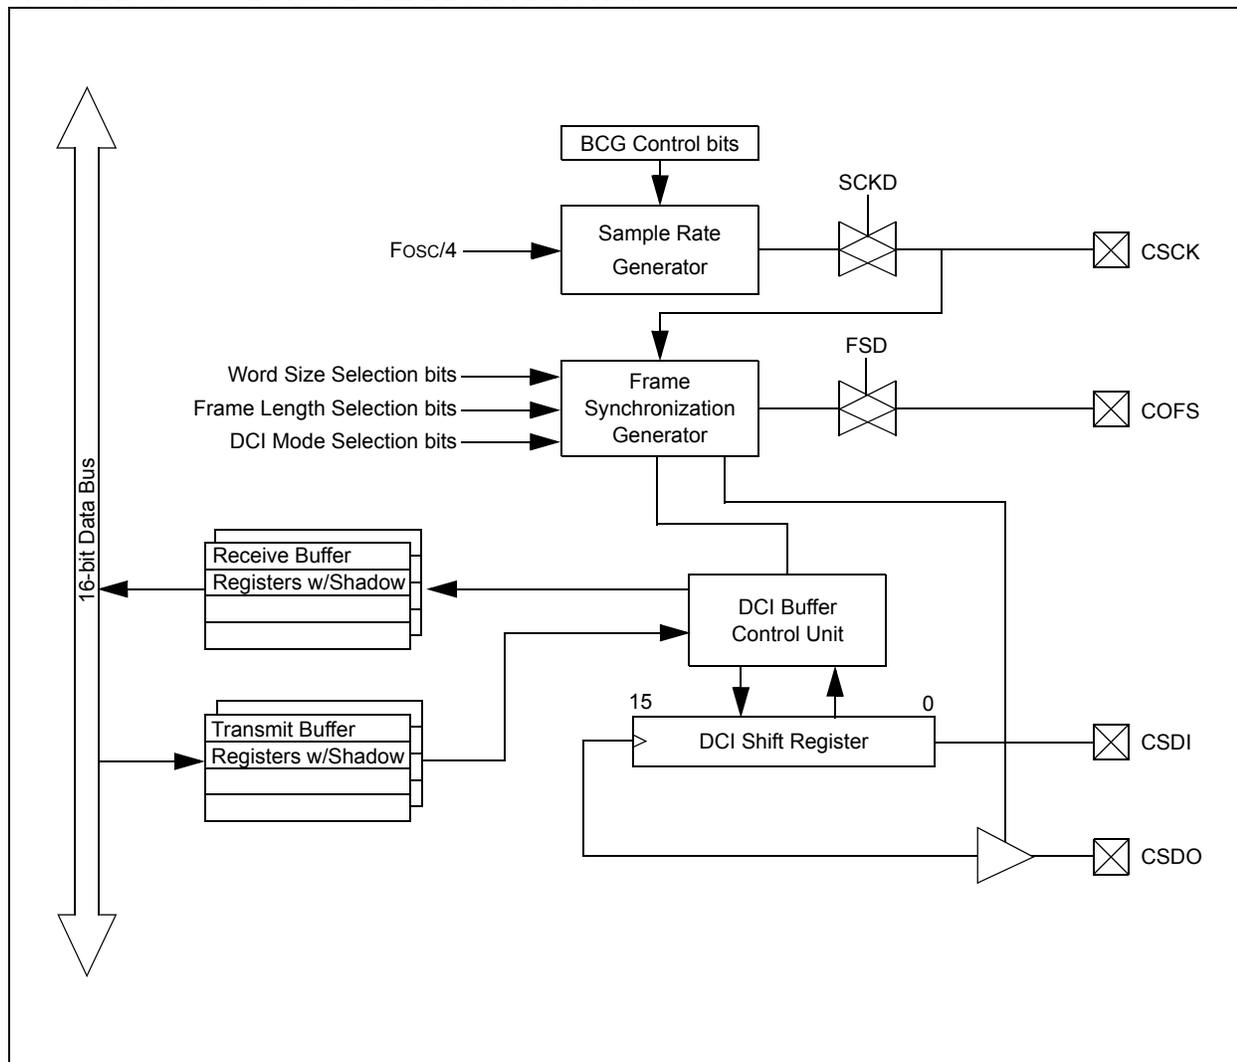 BCG Control bits
SCKD
Sample Rate
Generator
FOSC/4
CSCK
FSD
Word Size Selection bits
Frame Length Selection bits
DCI Mode Selection bits
Frame
Synchronization
Generator
COFS
16-bit Data Bus
Receive Buffer
Registers w/Shadow
DCI Buffer
Control Unit
15
0
Transmit Buffer
Registers w/Shadow
DCI Shift Register
CSDI
CSDO